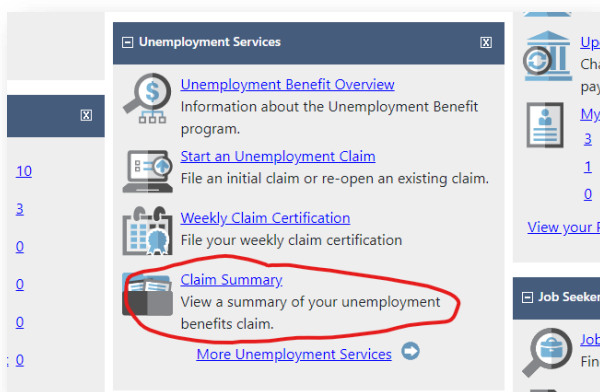 Unemployment Services
Unemployment Benefit Overview
Information about the Unemployment Benefit
program.
Start an Unemployment Claim
File an initial claim or re-open an existing claim.
Weekly Claim Certification
File your weekly claim certification
Claim Summary
View a summary of your unemployment
benefits claim.
More Unemployment Services
10
3
0
0
0
0
My
3
1
0
View your